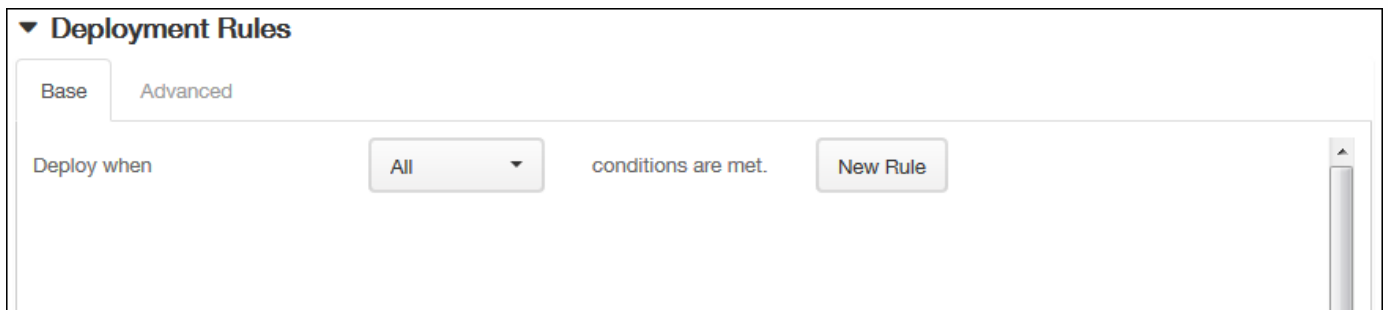 Deployment Rules
Base Advanced
Deploy when All conditions are met. New Rule